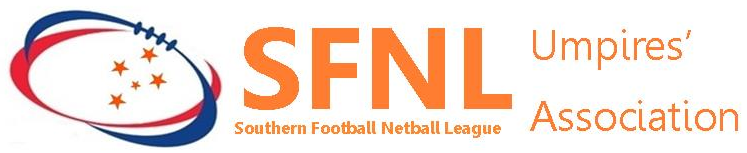 SFNL
Southern Football Netball League
Umpires’
Association